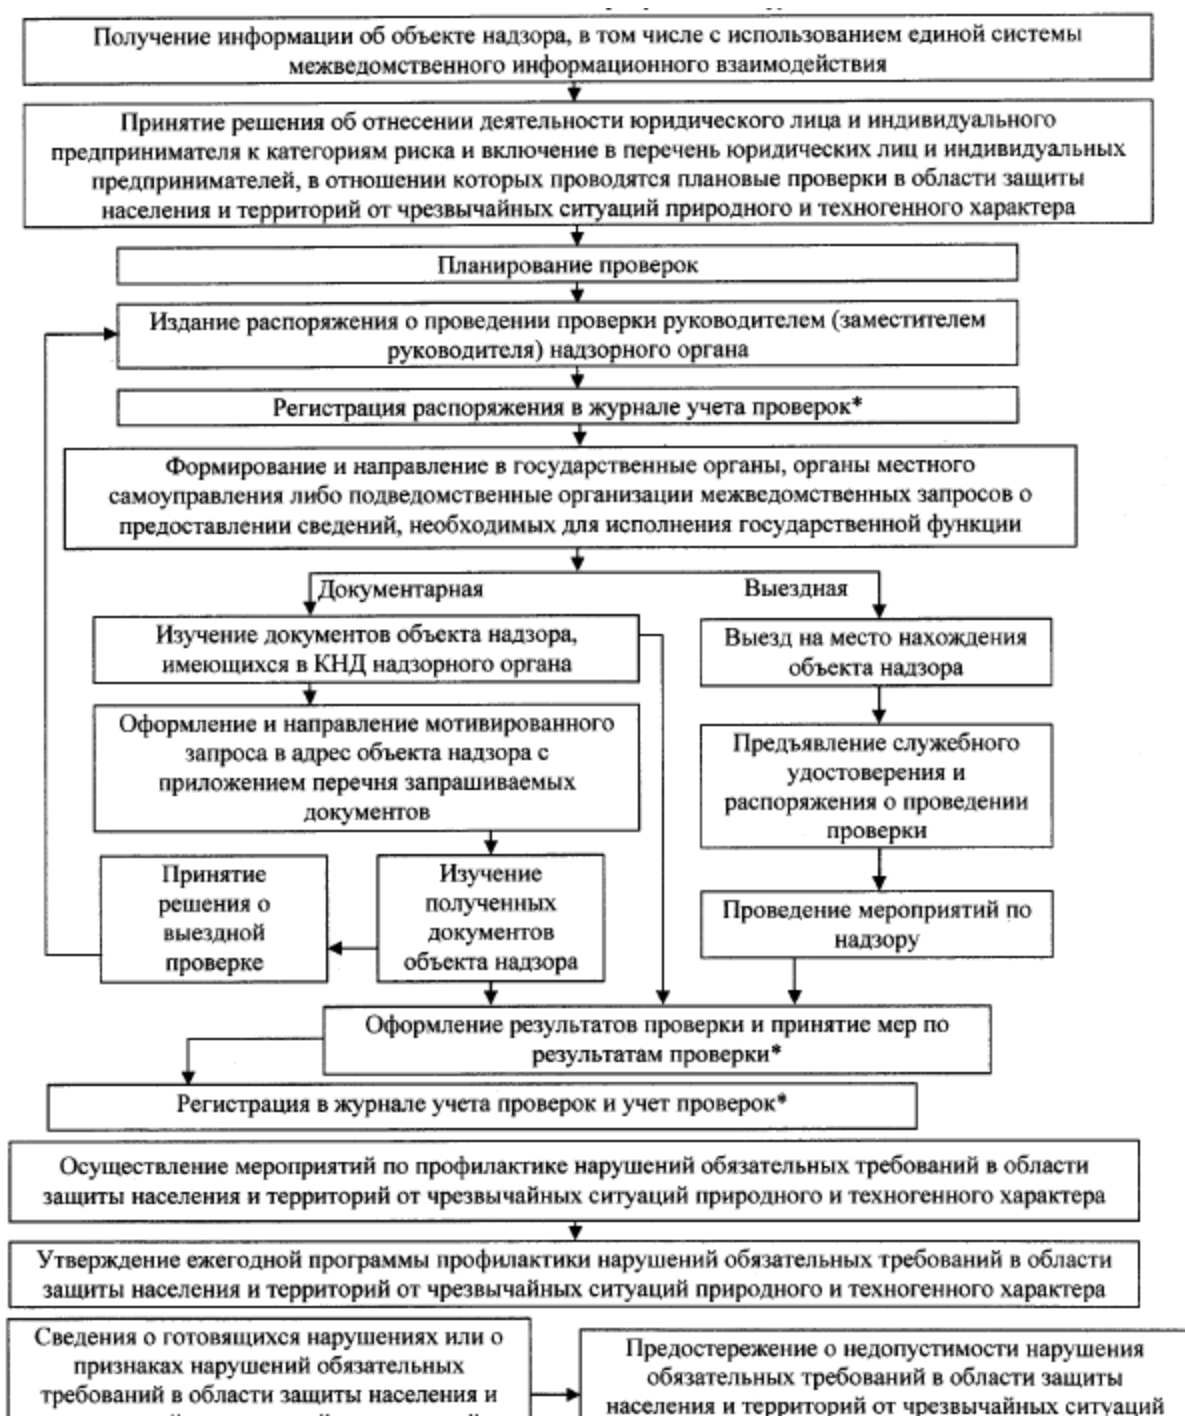 Получение информации об объекте надзора, в том числе с использованием единой системы
межведомственного информационного взаимодействия
Принятие решения об отнесении деятельности юридического лица и индивидуального
предпринимателя к категориям риска и включение в перечень юридических лиц и индивидуальных
предпринимателей, в отношении которых проводятся плановые проверки в области защиты
населения и территорий от чрезвычайных ситуаций природного и техногенного характера
Планирование проверок
Издание распоряжения о проведении проверки руководителем (заместителем
руководителя) надзорного органа
Регистрация распоряжения в журнале учета проверок*
Формирование и направление в государственные органы, органы местного
самоуправления либо подведомственные организации межведомственных запросов о
предоставлении сведений, необходимых для исполнения государственной функции
Документарная
Изучение документов объекта надзора,
имеющихся в КНД надзорного органа
Оформление и направление мотивированного
запроса в адрес объекта надзора с
приложением перечня запрашиваемых
документов
Принятие
решения о
выездной
проверке
Изучение
полученных
документов
объекта надзора
Выездная
Выезд на место нахождения
объекта надзора
Предъявление служебного
удостоверения и
распоряжения о проведении
проверки
Проведение мероприятий по
надзору
Оформление результатов проверки и принятие мер по
результатам проверки*
Регистрация в журнале учета проверок и учет проверок*
Осуществление мероприятий по профилактике нарушений обязательных требований в области
защиты населения и территорий от чрезвычайных ситуаций природного и техногенного характера
Утверждение ежегодной программы профилактики нарушений обязательных требований в области
защиты населения и территорий от чрезвычайных ситуаций природного и техногенного характера
Сведения о готовящихся нарушениях или о
признаках нарушений обязательных
требований в области защиты населения и
Предостережение о недопустимости нарушения
обязательных требований в области защиты
населения и территорий от чрезвычайных ситуаций